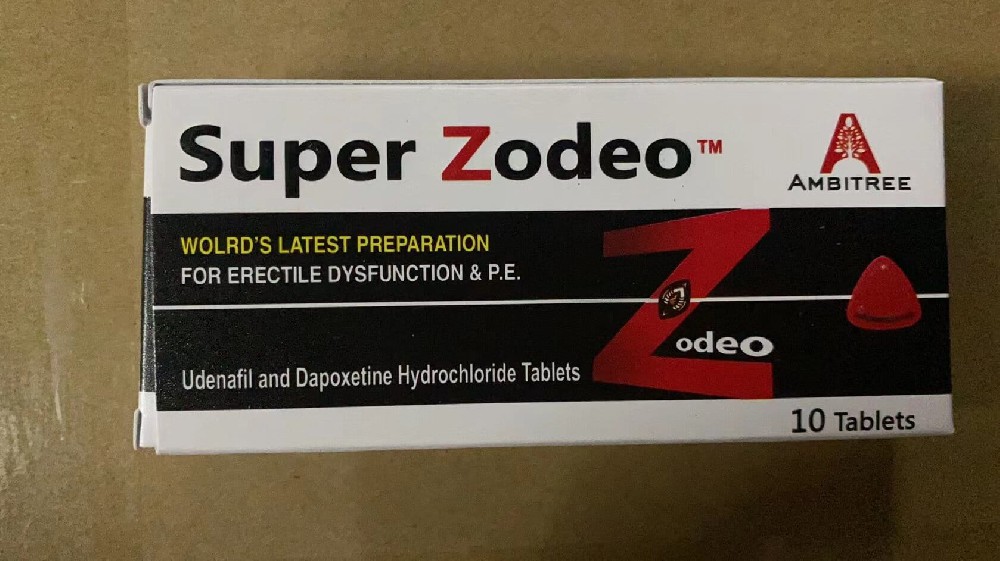 Super Zodeo™
AMBITREE
WOLRD'S LATEST PREPARATION
FOR ERECTILE DYSFUNCTION & P.E.
Zodeo
Udenafil and Dapoxetine Hydrochloride Tablets
10 Tablets